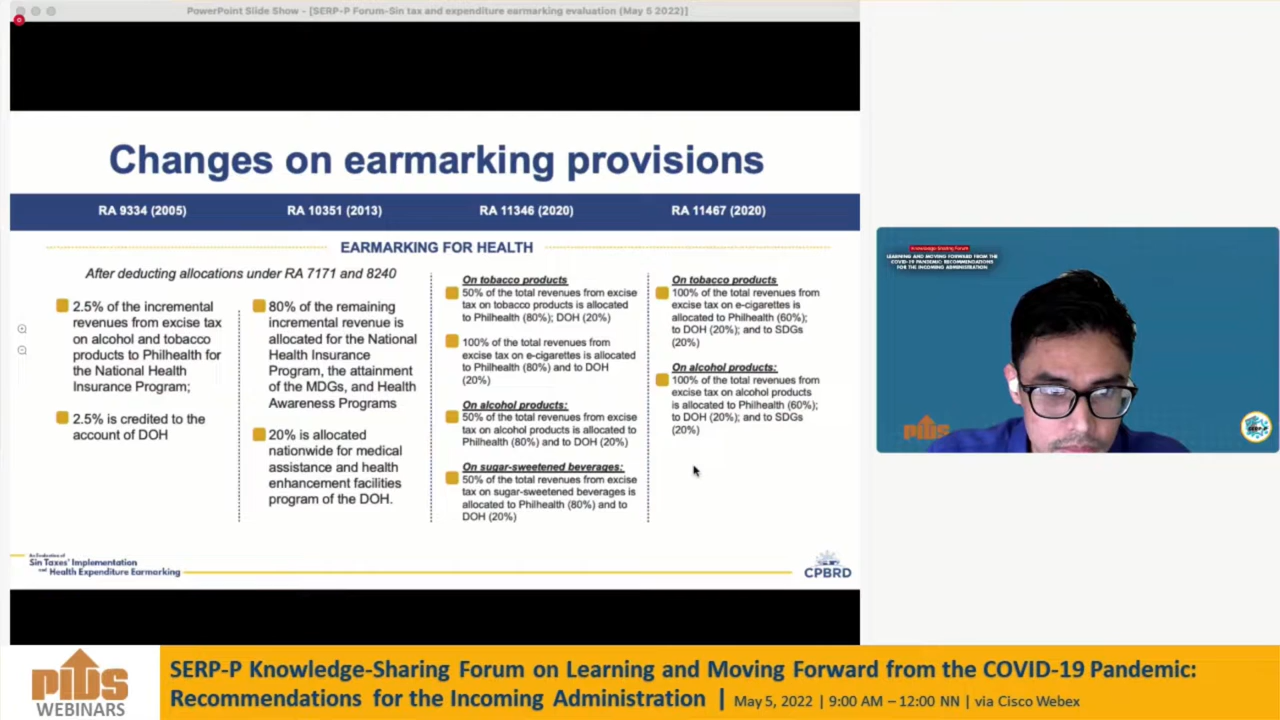 PowerPoint Slide Show - [SERP-P Forum-Sin tax and expenditure earmarking evaluation (May 5 2022)]
Changes on earmarking provisions
RA 9334 (2005)
RA 10351 (2013)
RA 11346 (2020)
RA 11467 (2020)
EARMARKING FOR HEALTH
After deducting allocations under RA 7171 and 8240
2.5% of the incremental
revenues from excise tax
on alcohol and tobacco
products to Philhealth for
the National Health
Insurance Program;
2.5% is credited to the
account of DOH
80% of the remaining
incremental revenue is
allocated for the National
Health Insurance
Program, the attainment
of the MDGs, and Health
Awareness Programs
20% is allocated
nationwide for medical
assistance and health
enhancement facilities
program of the DOH.
On tobacco products
50% of the total revenues from excise
tax on tobacco products is allocated
to Philhealth (80%); DOH (20%)
100% of the total revenues from
excise tax on e-cigarettes is allocated
to Philhealth (80%) and to DOH
(20%)
On alcohol products:
50% of the total revenues from excise
tax on alcohol products is allocated to
Philhealth (80%) and to DOH (20%)
On sugar-sweetened beverages:
50% of the total revenues from excise
tax on sugar-sweetened beverages is
allocated to Philhealth (80%) and to
DOH (20%)
On tobacco products
100% of the total revenues from
excise tax on e-cigarettes is
allocated to Philhealth (60%);
to DOH (20%); and to SDGs
(20%)
On alcohol products:
100% of the total revenues from
excise tax on alcohol products
is allocated to Philhealth (60%);
to DOH (20%); and to SDGs
(20%)
An Evaluation of
Sin Taxes' Implementation
and Health Expenditure Earmarking
CPBRD
Knowledge-Sharing Forum
LEARNING AND MOVING FORWARD FROM THE
COVID-19 PANDEMIC: RECOMMENDATIONS
FOR THE INCOMING ADMINISTRATION
PIDS
SERP-P
PIDS
WEBINARS
SERP-P Knowledge-Sharing Forum on Learning and Moving Forward from the COVID-19 Pandemic:
Recommendations for the Incoming Administration | May 5, 2022 | 9:00 AM – 12:00 NN | via Cisco Webex